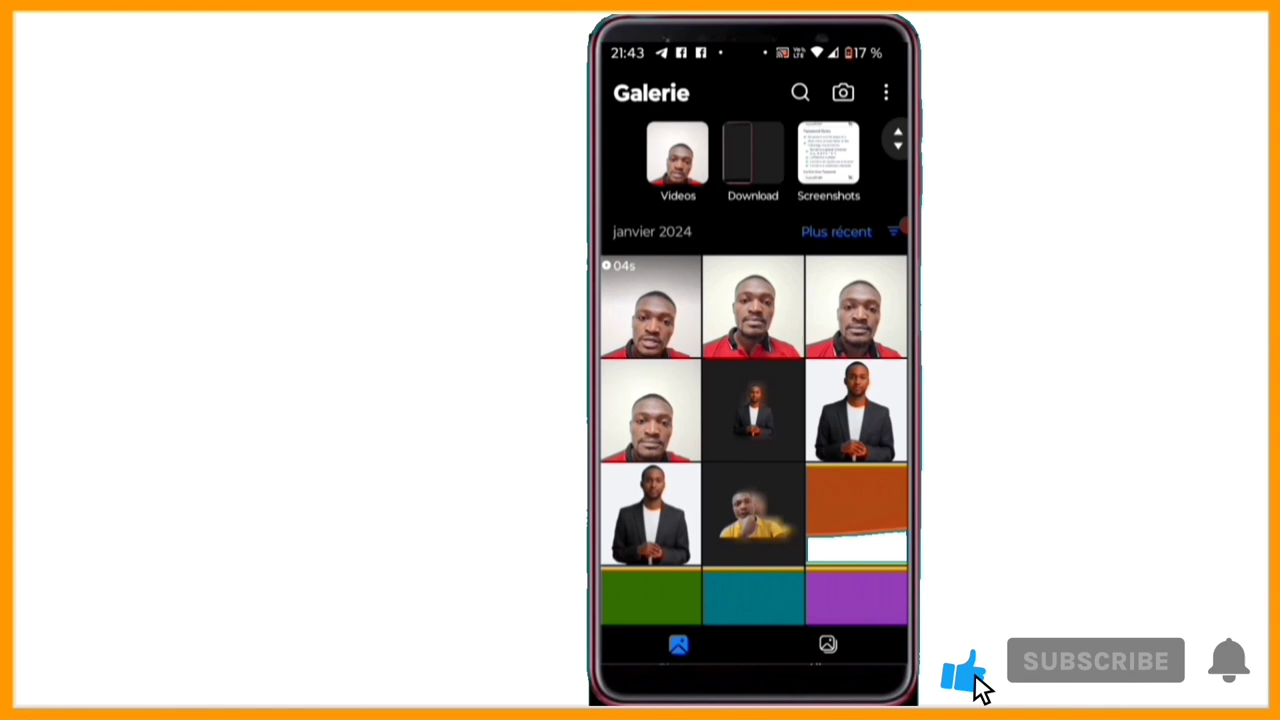 21:43
17 %
Galerie
Videos
Download
Screenshots
janvier 2024
Plus récent
04s
SUBSCRIBE